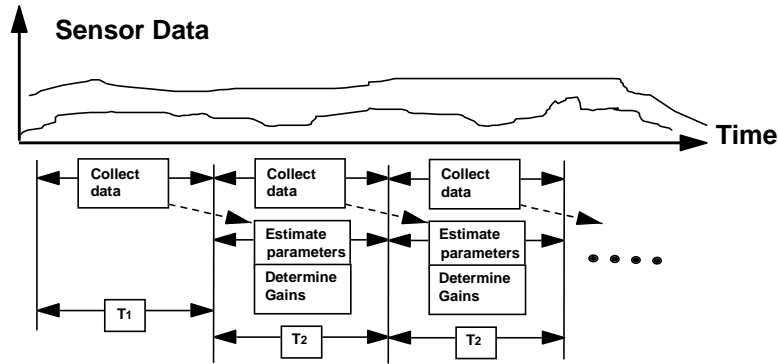 Sensor Data
Time
Collect
data
Collect
data
Collect
data
Estimate
parameters
Determine
Gains
Estimate
parameters
Determine
Gains
T1
T2
T2